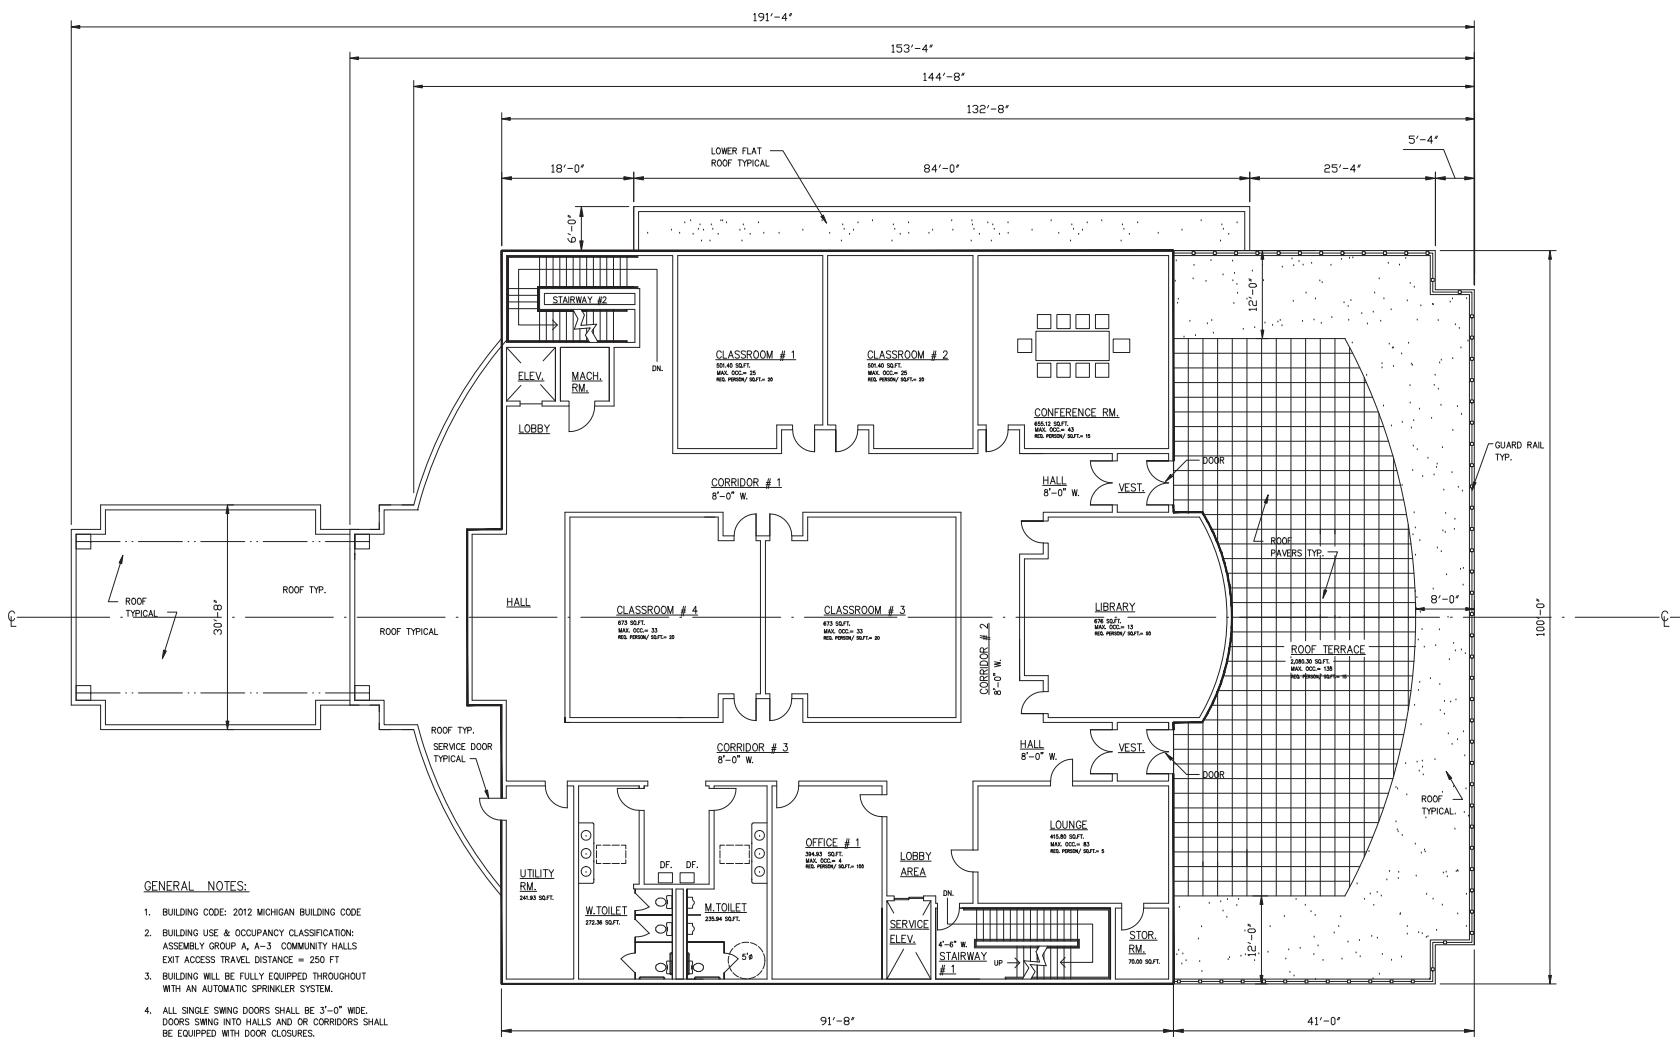 191'-4"
153'-4"
144'-8"
132'-8"
5'-4"
LOWER FLAT
ROOF TYPICAL
18'-0"
84'-0"
25'-4"
6'-0"
STAIRWAY #2
12'-0"
CLASSROOM # 1
501.40 SQ.FT.
MAX. OCC.= 25
REQ. PERSON/ SQ.FT.= 20
CLASSROOM # 2
501.40 SQ.FT.
MAX. OCC.= 25
REQ. PERSON/ SQ.FT.= 20
ELEV.
MACH.
RM.
DN.
LOBBY
CONFERENCE RM.
655.12 SQ.FT.
MAX. OCC.= 43
REQ. PERSON/ SQ.FT.= 15
GUARD RAIL
TYP.
DOOR
CORRIDOR # 1
8'-0" W.
HALL
8'-0" W.
VEST.
ROOF
PAVERS TYP.
ROOF TYP.
ROOF
TYPICAL
30'-8"
HALL
CLASSROOM # 4
673 SQ.FT.
MAX. OCC.= 33
REQ. PERSON/ SQ.FT.= 20
CLASSROOM # 3
673 SQ.FT.
MAX. OCC.= 33
REQ. PERSON/ SQ.FT.= 20
LIBRARY
676 SQ.FT.
MAX. OCC.= 13
REQ. PERSON/ SQ.FT.= 50
8'-0"
100'-0"
ROOF TYPICAL
CORRIDOR # 2
8'-0" W.
ROOF TERRACE
2,080.30 SQ.FT.
MAX. OCC.= 138
REQ. PERSON/ SQ.FT.= 15
ROOF TYP.
SERVICE DOOR
TYPICAL
CORRIDOR # 3
8'-0" W.
HALL
8'-0" W.
VEST.
DOOR
ROOF
TYPICAL.
LOUNGE
415.80 SQ.FT.
MAX. OCC.= 83
REQ. PERSON/ SQ.FT.= 5
OFFICE # 1
394.93 SQ.FT.
MAX. OCC.= 4
REQ. PERSON/ SQ.FT.= 100
LOBBY
AREA
DF. DF.
UTILITY
RM.
241.93 SQ.FT.
W.TOILET
272.36 SQ.FT.
M.TOILET
235.94 SQ.FT.
5'ø
DN.
SERVICE
ELEV.
4'-6" W.
STAIRWAY
# 1
UP
STOR.
RM.
70.00 SQ.FT.
12'-0"
GENERAL NOTES:
1. BUILDING CODE: 2012 MICHIGAN BUILDING CODE
2. BUILDING USE & OCCUPANCY CLASSIFICATION:
ASSEMBLY GROUP A, A-3 COMMUNITY HALLS
EXIT ACCESS TRAVEL DISTANCE = 250 FT
3. BUILDING WILL BE FULLY EQUIPPED THROUGHOUT
WITH AN AUTOMATIC SPRINKLER SYSTEM.
4. ALL SINGLE SWING DOORS SHALL BE 3'-0" WIDE.
DOORS SWING INTO HALLS AND OR CORRIDORS SHALL
BE EQUIPPED WITH DOOR CLOSURES.
91'-8"
41'-0"